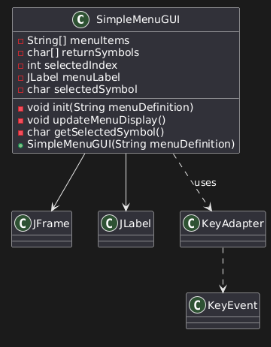 C SimpleMenuGUI
String[] menuItems
char[] returnSymbols
int selectedIndex
JLabel menuLabel
char selectedSymbol
void init(String menuDefinition)
void updateMenuDisplay()
char getSelectedSymbol()
SimpleMenuGUI(String menuDefinition)
uses
C JFrame
C JLabel
C KeyAdapter
C KeyEvent